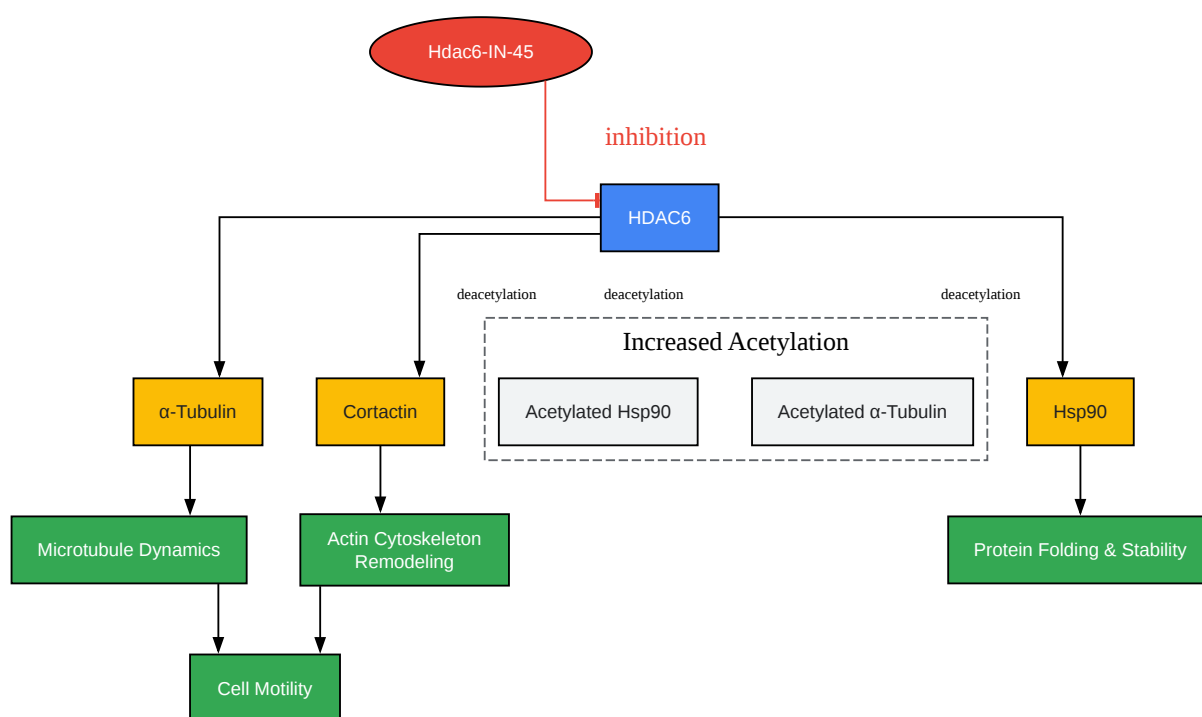 Hdac6-IN-45
inhibition
HDAC6
deacetylation
deacetylation
deacetylation
Increased Acetylation
α-Tubulin
Cortactin
Acetylated Hsp90
Acetylated α-Tubulin
Hsp90
Microtubule Dynamics
Actin Cytoskeleton
Remodeling
Protein Folding & Stability
Cell Motility